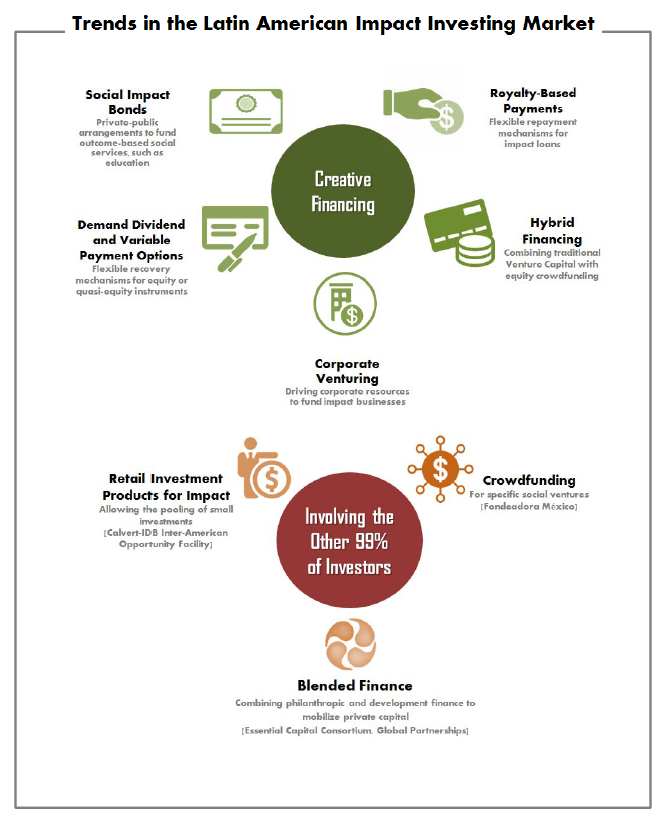 Trends in the Latin American Impact Investing Market
Social Impact
Bonds
Private-public
arrangements to fund
outcome-based social
services, such as
education
Royalty-Based
Payments
Flexible repayment
mechanisms for
impact loans
Creative
Financing
Demand Dividend
and Variable
Payment Options
Flexible recovery
mechanisms for equity or
quasi-equity instruments
Hybrid
Financing
Combining traditional
Venture Capital with
equity crowdfunding
Corporate
Venturing
Driving corporate resources
to fund impact businesses
Retail Investment
Products for Impact
Allowing the pooling of small
investments
(Calvert-IDB Inter-American
Opportunity Facility)
Crowdfunding
For specific social ventures
(Fondeadora México)
Involving the
Other 99%
of Investors
Blended Finance
Combining philanthropic and development finance to
mobilize private capital
(Essential Capital Consortium, Global Partnerships)